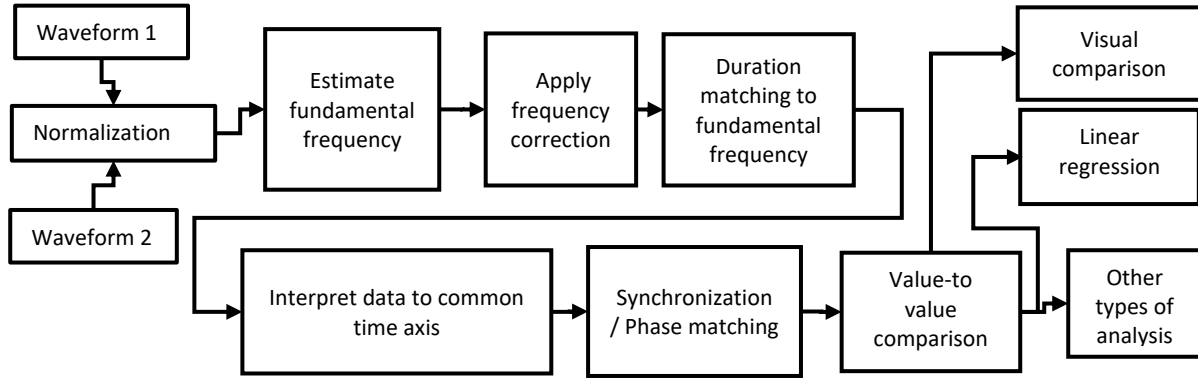 Waveform 1
Normalization
Waveform 2
Estimate
fundamental
frequency
Apply
frequency
correction
Duration
matching to
fundamental
frequency
Interpret data to common
time axis
Synchronization
/ Phase matching
Value-to
value
comparison
Visual
comparison
Linear
regression
Other
types of
analysis